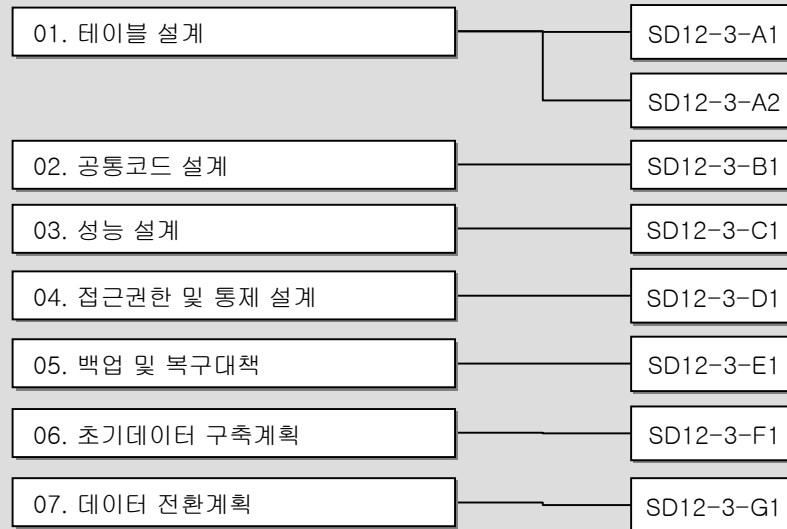 01. 테이블 설계
SD12-3-A1
SD12-3-A2
02. 공통코드 설계
SD12-3-B1
03. 성능 설계
SD12-3-C1
04. 접근권한 및 통제 설계
SD12-3-D1
05. 백업 및 복구대책
SD12-3-E1
06. 초기데이터 구축계획
SD12-3-F1
07. 데이터 전환계획
SD12-3-G1